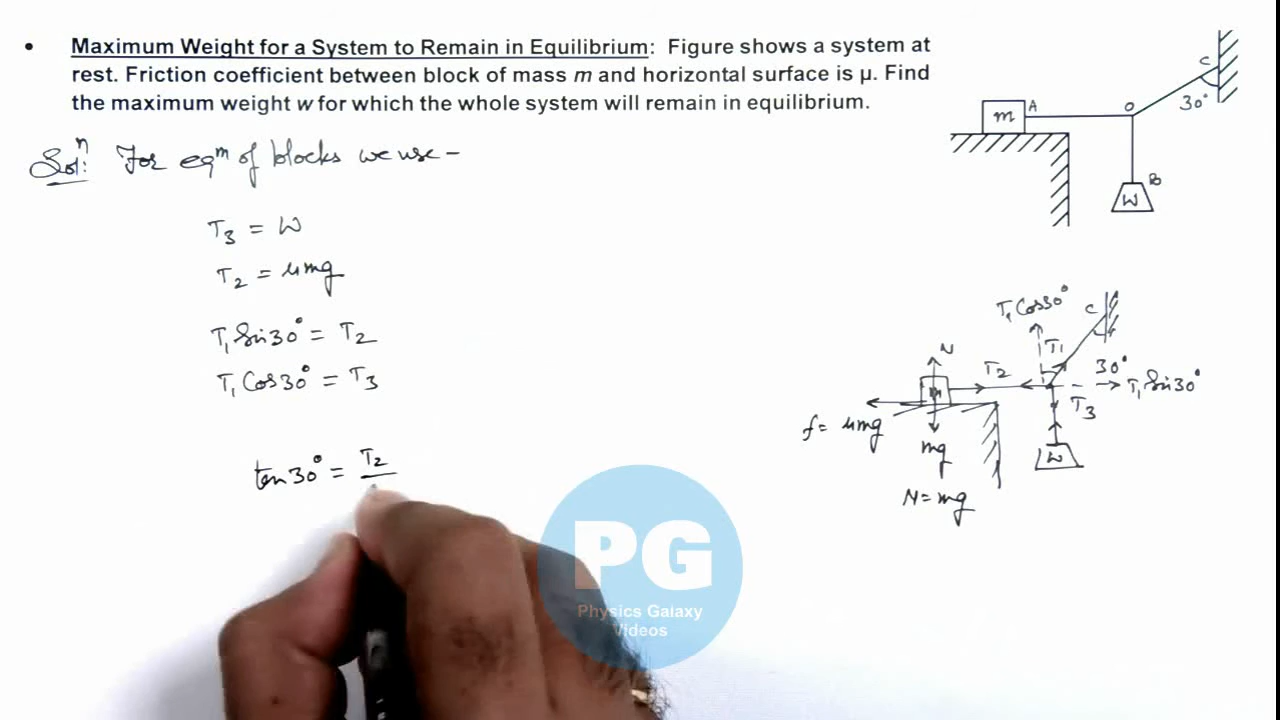 • Maximum Weight for a System to Remain in Equilibrium: Figure shows a system at
rest. Friction coefficient between block of mass m and horizontal surface is µ. Find
the maximum weight w for which the whole system will remain in equilibrium.
Solⁿ: For eqᵐ of blocks we use –
T₃ = W
T₂ = μmg
T₁ Sin30° = T₂
T₁ Cos30° = T₃
tan30° = T₂
m
A
O
C
30°
B
W
T₁ Cos30°
C
N
T₂
T₁
30°
T₁ Sin30°
T₃
m
f = μmg
mg
W
N = mg
PG
Physics Galaxy
Videos